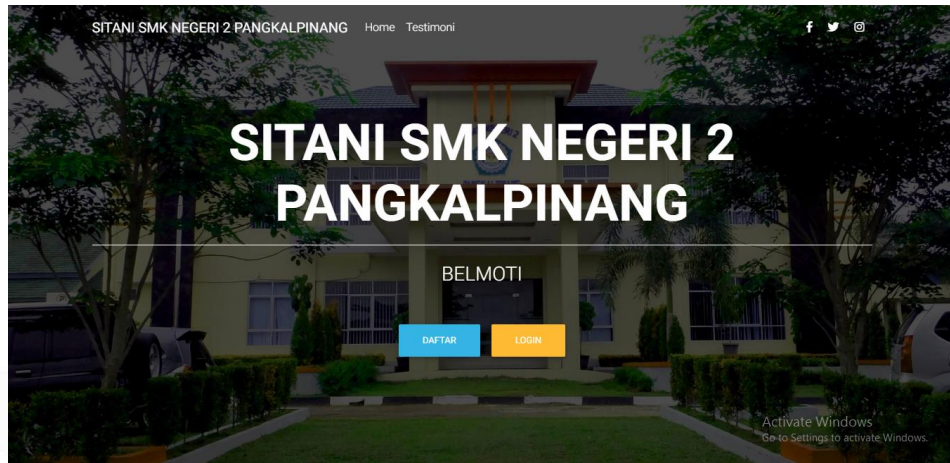 SITANI SMK NEGERI 2 PANGKALPINANG Home Testimoni
SITANI SMK NEGERI 2
PANGKALPINANG
BELMOTI
DAFTAR LOGIN
Activate Windows
Go to Settings to activate Windows.